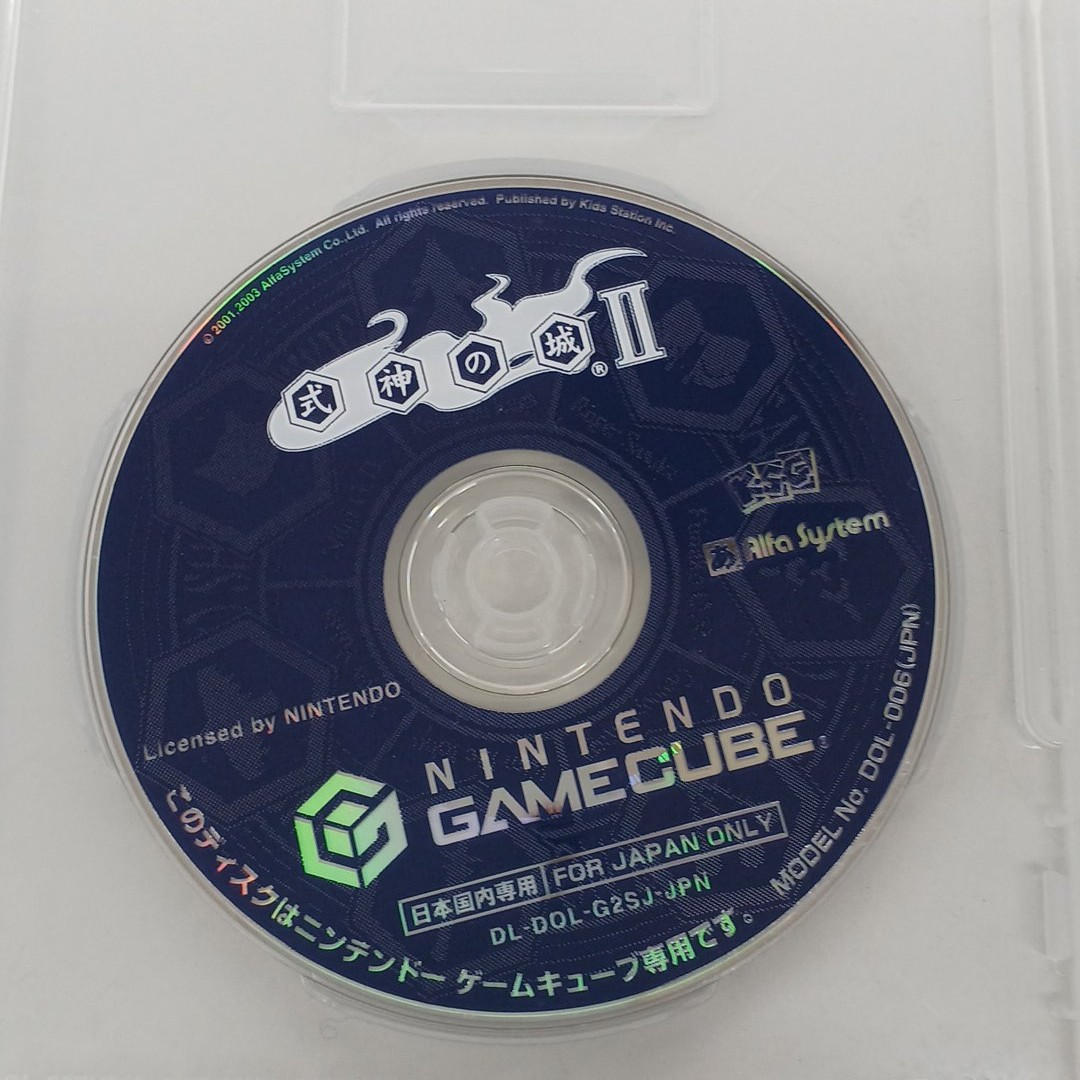 ©2001,2003 AlfaSystem Co.,Ltd. All rights reserved. Published by Kids Station Inc.
式神の城®II
Alfa System
Licensed by NINTENDO
NINTENDO
GAMECUBE
日本国内専用 FOR JAPAN ONLY
DL-DOL-G2SJ-JPN
MODEL No. DOL-006(JPN)
このディスクはニンテンドー ゲームキューブ専用です。